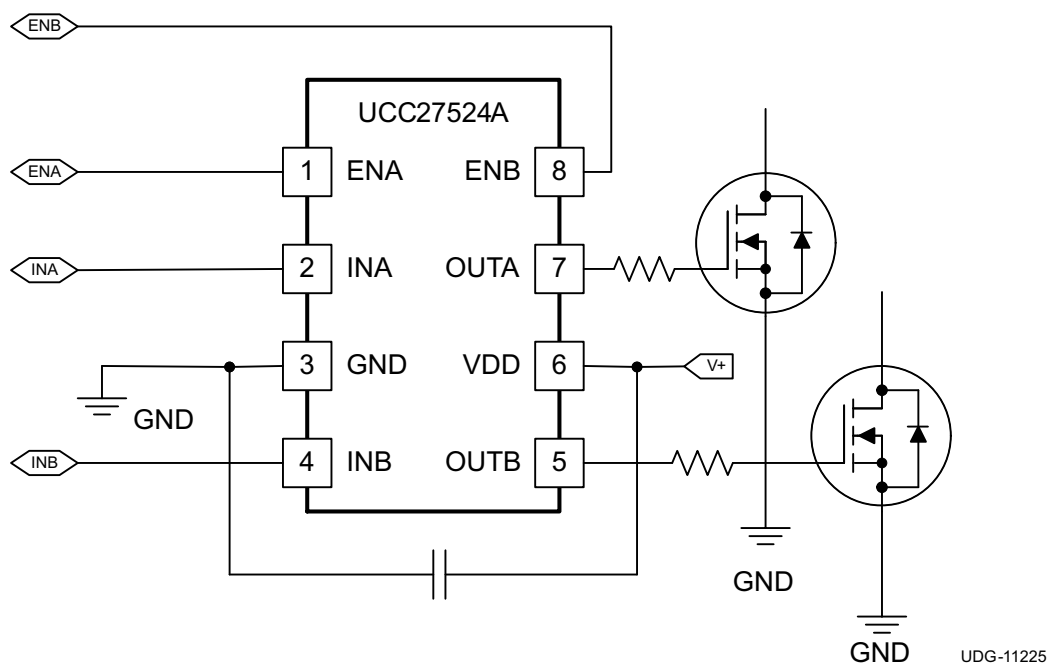 ENB
UCC27524A
ENA
1 ENA
ENB 8
INA
2 INA
OUTA 7
3 GND
VDD 6
V+
GND
INB
4 INB
OUTB 5
GND
GND
UDG-11225